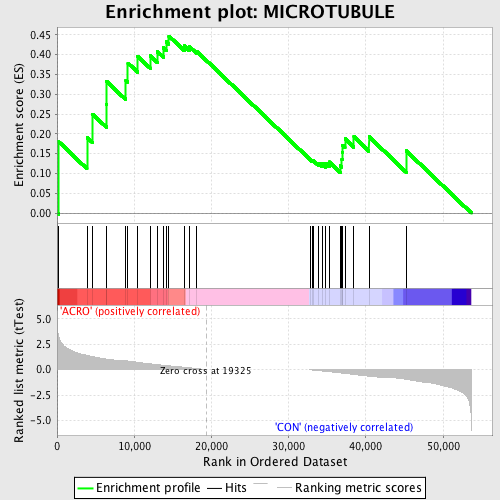 Enrichment plot: MICROTUBULE
Enrichment score (ES)
0.45
0.40
0.35
0.30
0.25
0.20
0.15
0.10
0.05
0.00
'ACRO' (positively correlated)
Ranked list metric (tTest)
5.0
2.5
0.0
-2.5
-5.0
Zero cross at 19325
'CON' (negatively correlated)
0
10,000
20,000
30,000
40,000
50,000
Rank in Ordered Dataset
Enrichment profile
Hits
Ranking metric scores